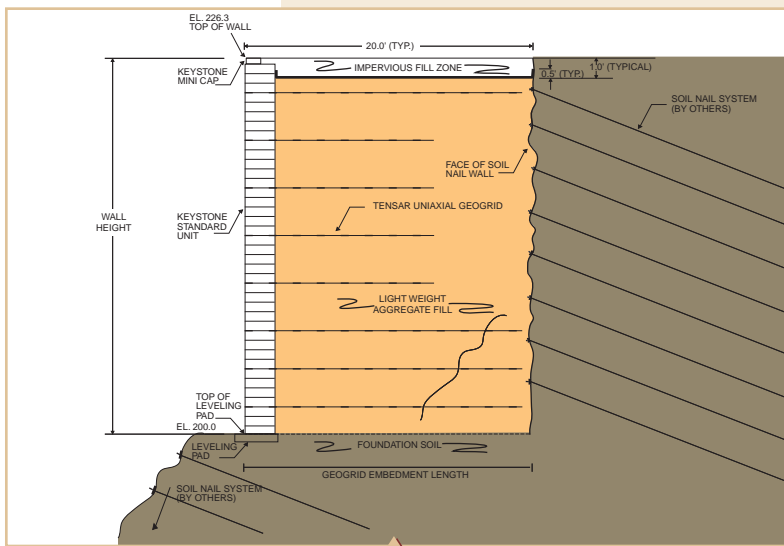 EL. 226.3
TOP OF WALL
20.0' (TYP.)
KEYSTONE
MINI CAP
IMPERVIOUS FILL ZONE
0.5' (TYP.)
1.0' (TYPICAL)
SOIL NAIL SYSTEM
(BY OTHERS)
FACE OF SOIL
NAIL WALL
WALL
HEIGHT
KEYSTONE
STANDARD
UNIT
TENSAR UNIAXIAL GEOGRID
LIGHT WEIGHT
AGGREGATE FILL
TOP OF
LEVELING
PAD
EL. 200.0
LEVELING
PAD
FOUNDATION SOIL
GEOGRID EMBEDMENT LENGTH
SOIL NAIL SYSTEM
(BY OTHERS)